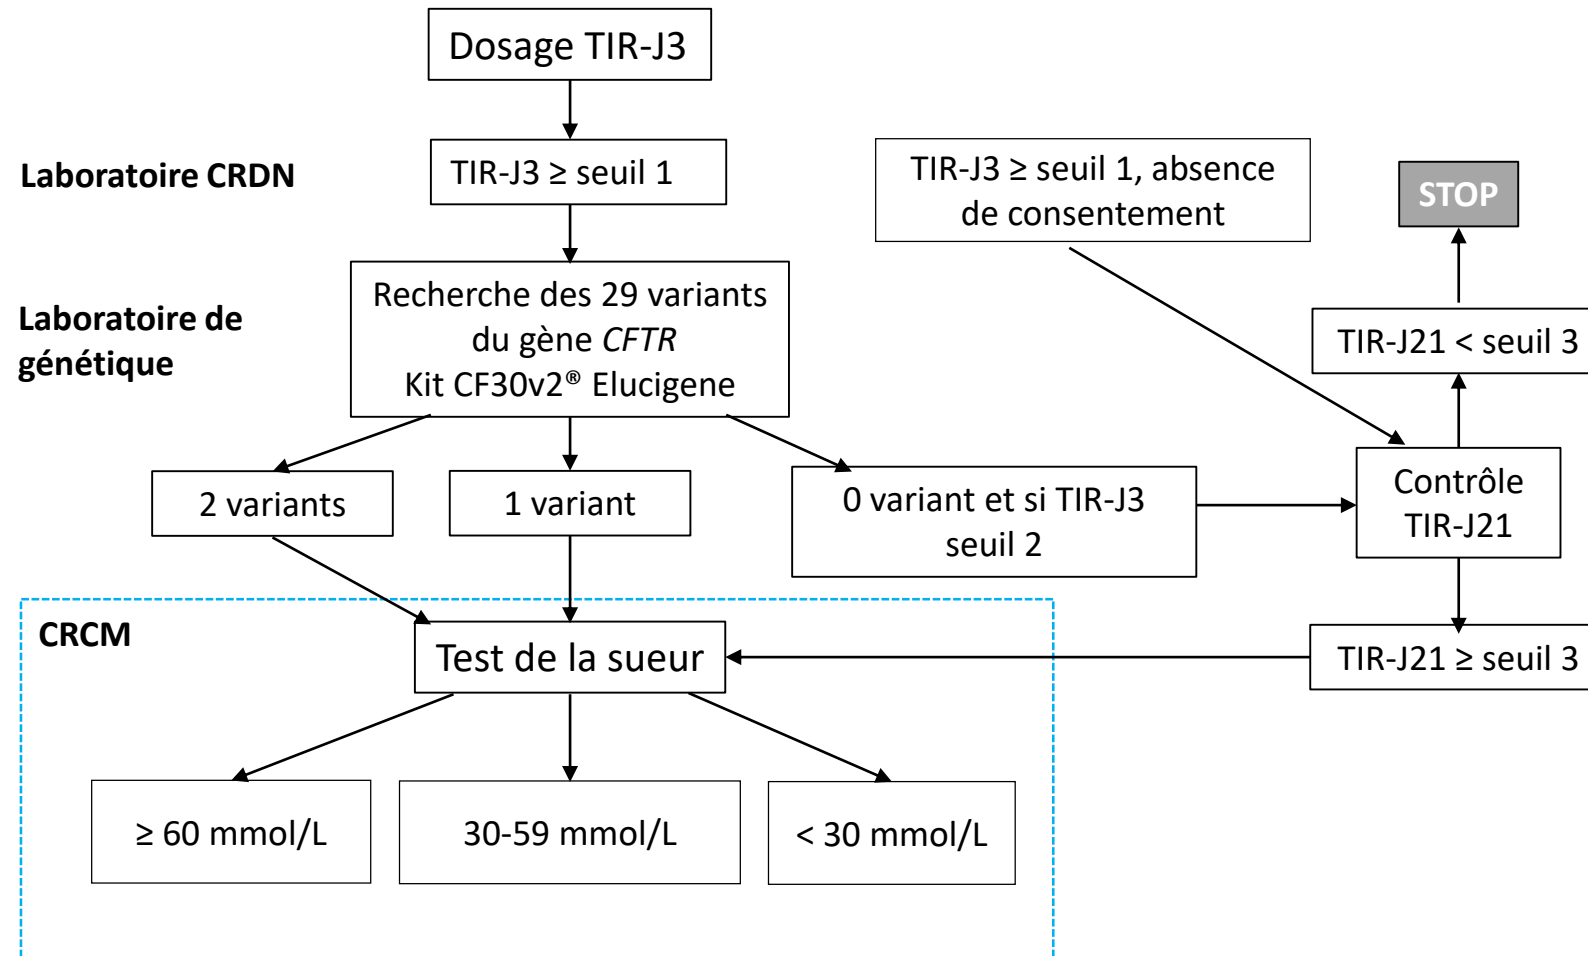 Dosage TIR-J3
Laboratoire CRDN
TIR-J3 ≥ seuil 1
TIR-J3 ≥ seuil 1, absence
de consentement
STOP
Laboratoire de
génétique
Recherche des 29 variants
du gène CFTR
Kit CF30v2® Elucigene
TIR-J21 < seuil 3
2 variants
1 variant
0 variant et si TIR-J3
seuil 2
Contrôle
TIR-J21
CRCM
Test de la sueur
TIR-J21 ≥ seuil 3
≥ 60 mmol/L
30-59 mmol/L
< 30 mmol/L